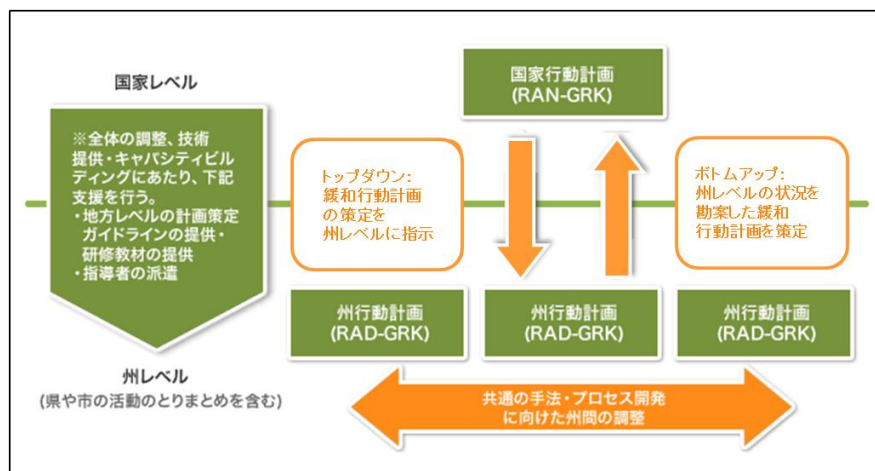 国家レベル
※全体の調整、技術
提供・キャパシティビル
ディングにあたり、下記
支援を行う。
・地方レベルの計画策定
ガイドラインの提供・
研修教材の提供
・指導者の派遣
州レベル
(県や市の活動のとりまとめを含む)
国家行動計画
(RAN-GRK)
トップダウン:
緩和行動計画
の策定を
州レベルに指示
ボトムアップ:
州レベルの状況を
勘案した緩和
行動計画を策定
州行動計画
(RAD-GRK)
州行動計画
(RAD-GRK)
州行動計画
(RAD-GRK)
共通の手法・プロセス開発
に向けた州間の調整